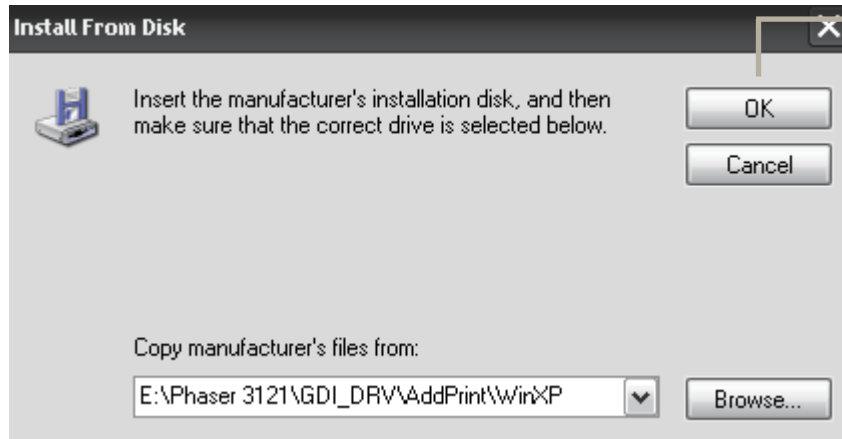 Install From Disk
Insert the manufacturer's installation disk, and then
make sure that the correct drive is selected below.
OK
Cancel
Copy manufacturer's files from:
E:\Phaser 3121\GDI_DRV\AddPrint\WinXP
Browse...